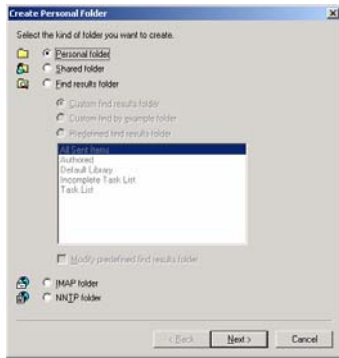 Create Personal Folder
Select the kind of folder you want to create.
Personal folder
Shared folder
Find results folder
Custom find results folder
Custom find by example folder
Predefined find results folder
All Sent Items
Authored
Default Library
Incomplete Task List
Task List
Modify predefined find results folder
IMAP folder
NNTP folder
< Back
Next >
Cancel